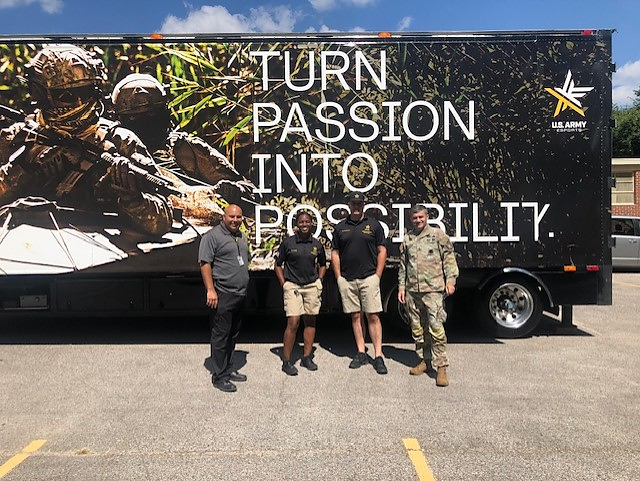 TURN
PASSION
INTO
POSSIBILITY.
U.S. ARMY
ESPORTS